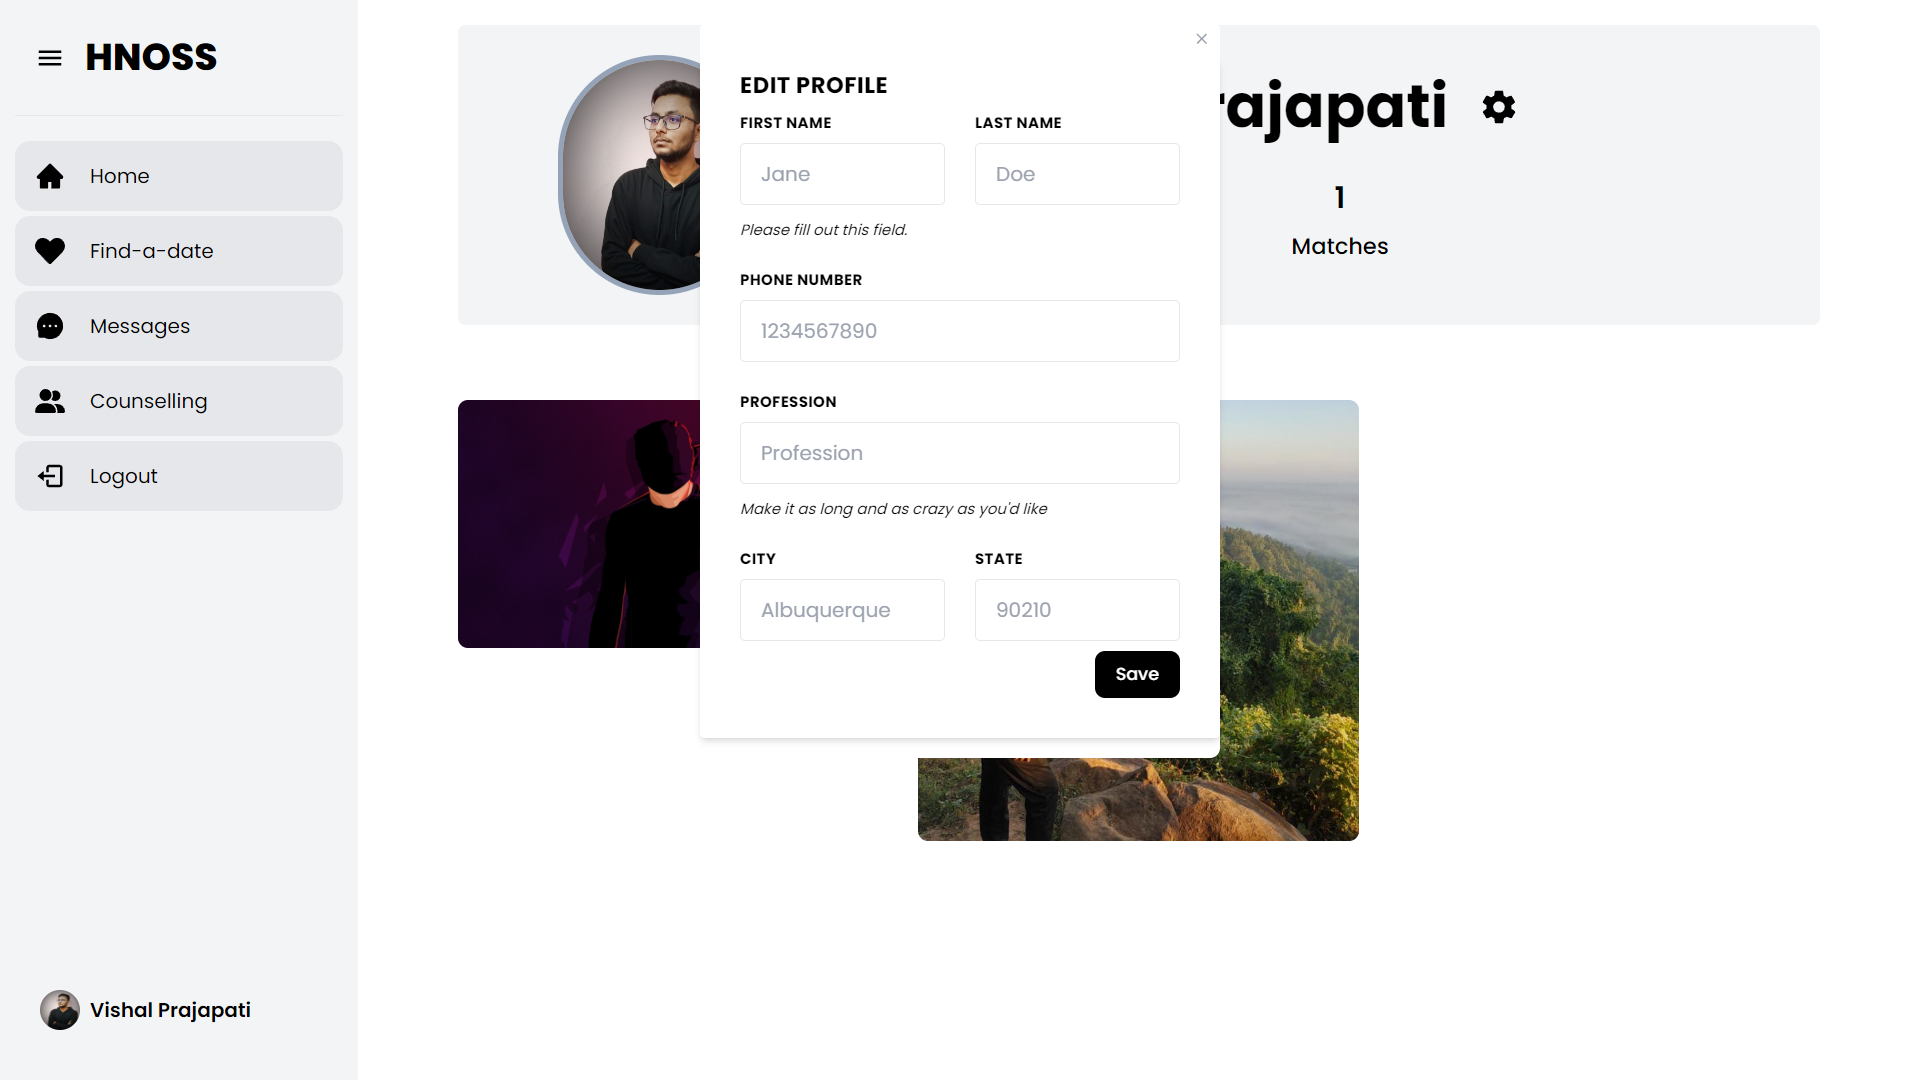 HNOSS
Home
Find-a-date
Messages
Counselling
Logout
Vishal Prajapati
rajapati
1
Matches
EDIT PROFILE
FIRST NAME LAST NAME
Jane Doe
Please fill out this field.
PHONE NUMBER
1234567890
PROFESSION
Profession
Make it as long and as crazy as you'd like
CITY STATE
Albuquerque 90210
Save